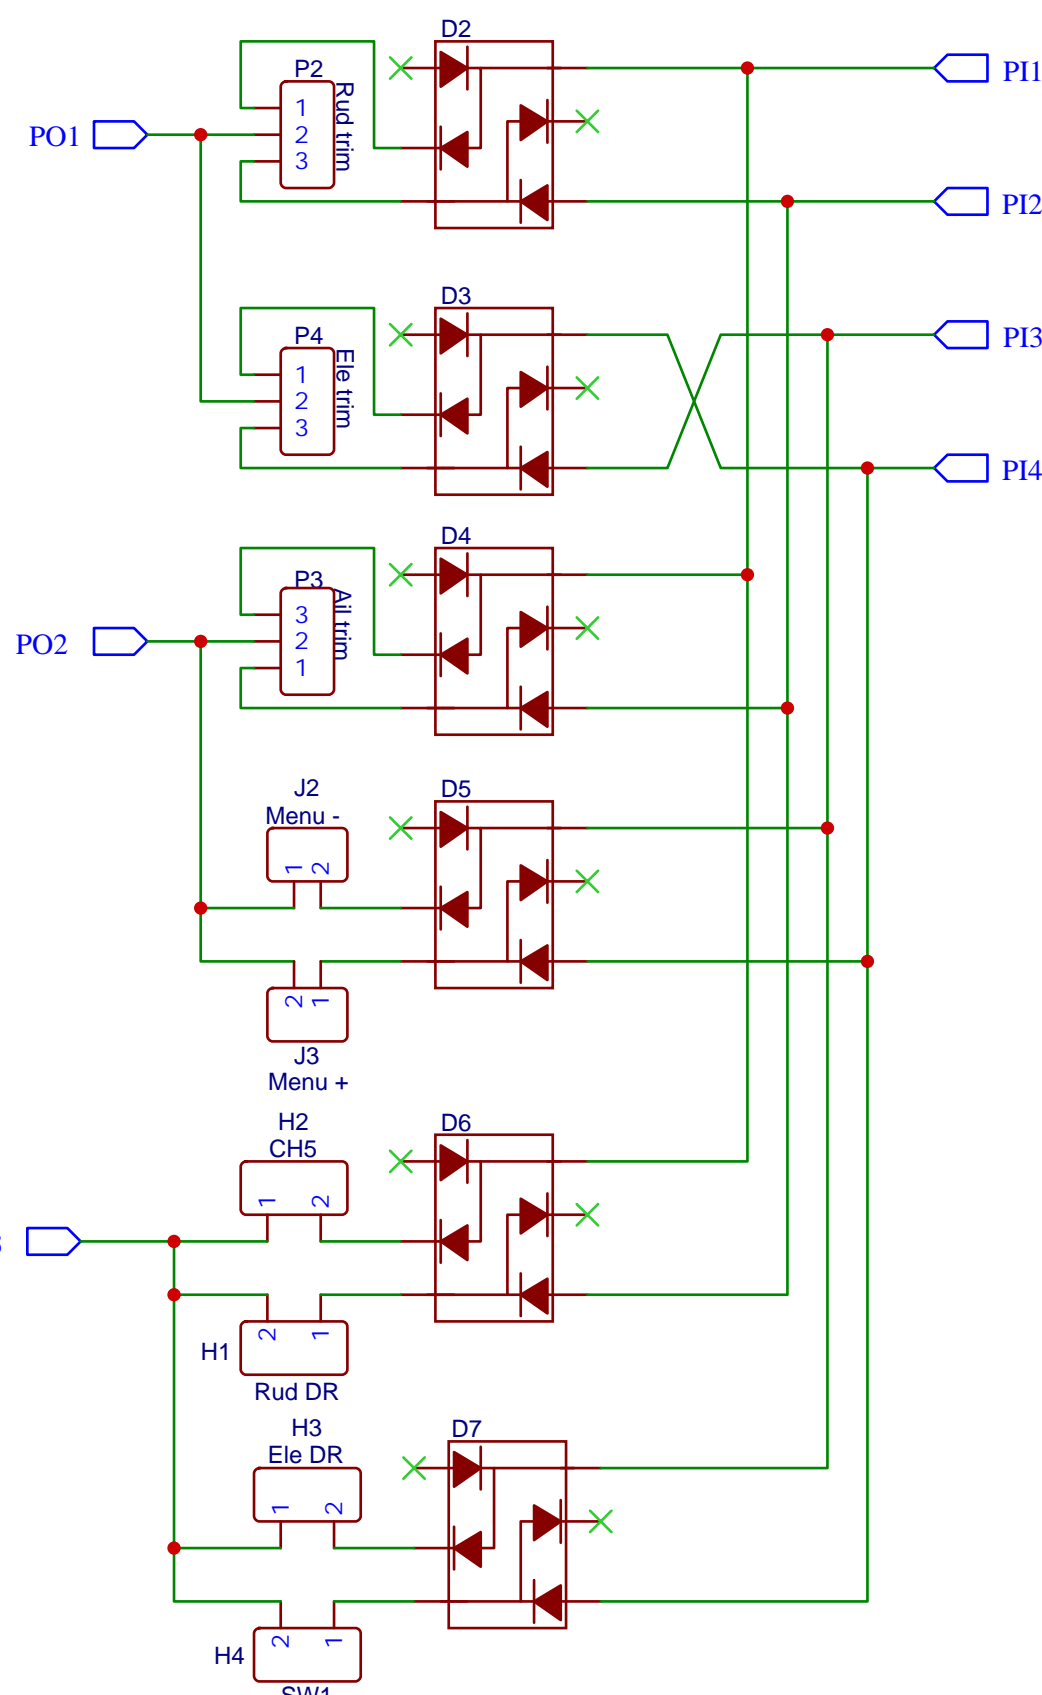 D2
P2
Rud trim
1
2
3
PO1
PI1
PI2
D3
P4
Ele trim
1
2
3
PI3
PI4
D4
P3
Ail trim
3
2
1
PO2
J2
Menu -
1 2
D5
2 1
J3
Menu +
H2
CH5
1 2
D6
2 1
H1
Rud DR
H3
Ele DR
1 2
D7
2 1
H4
SW1